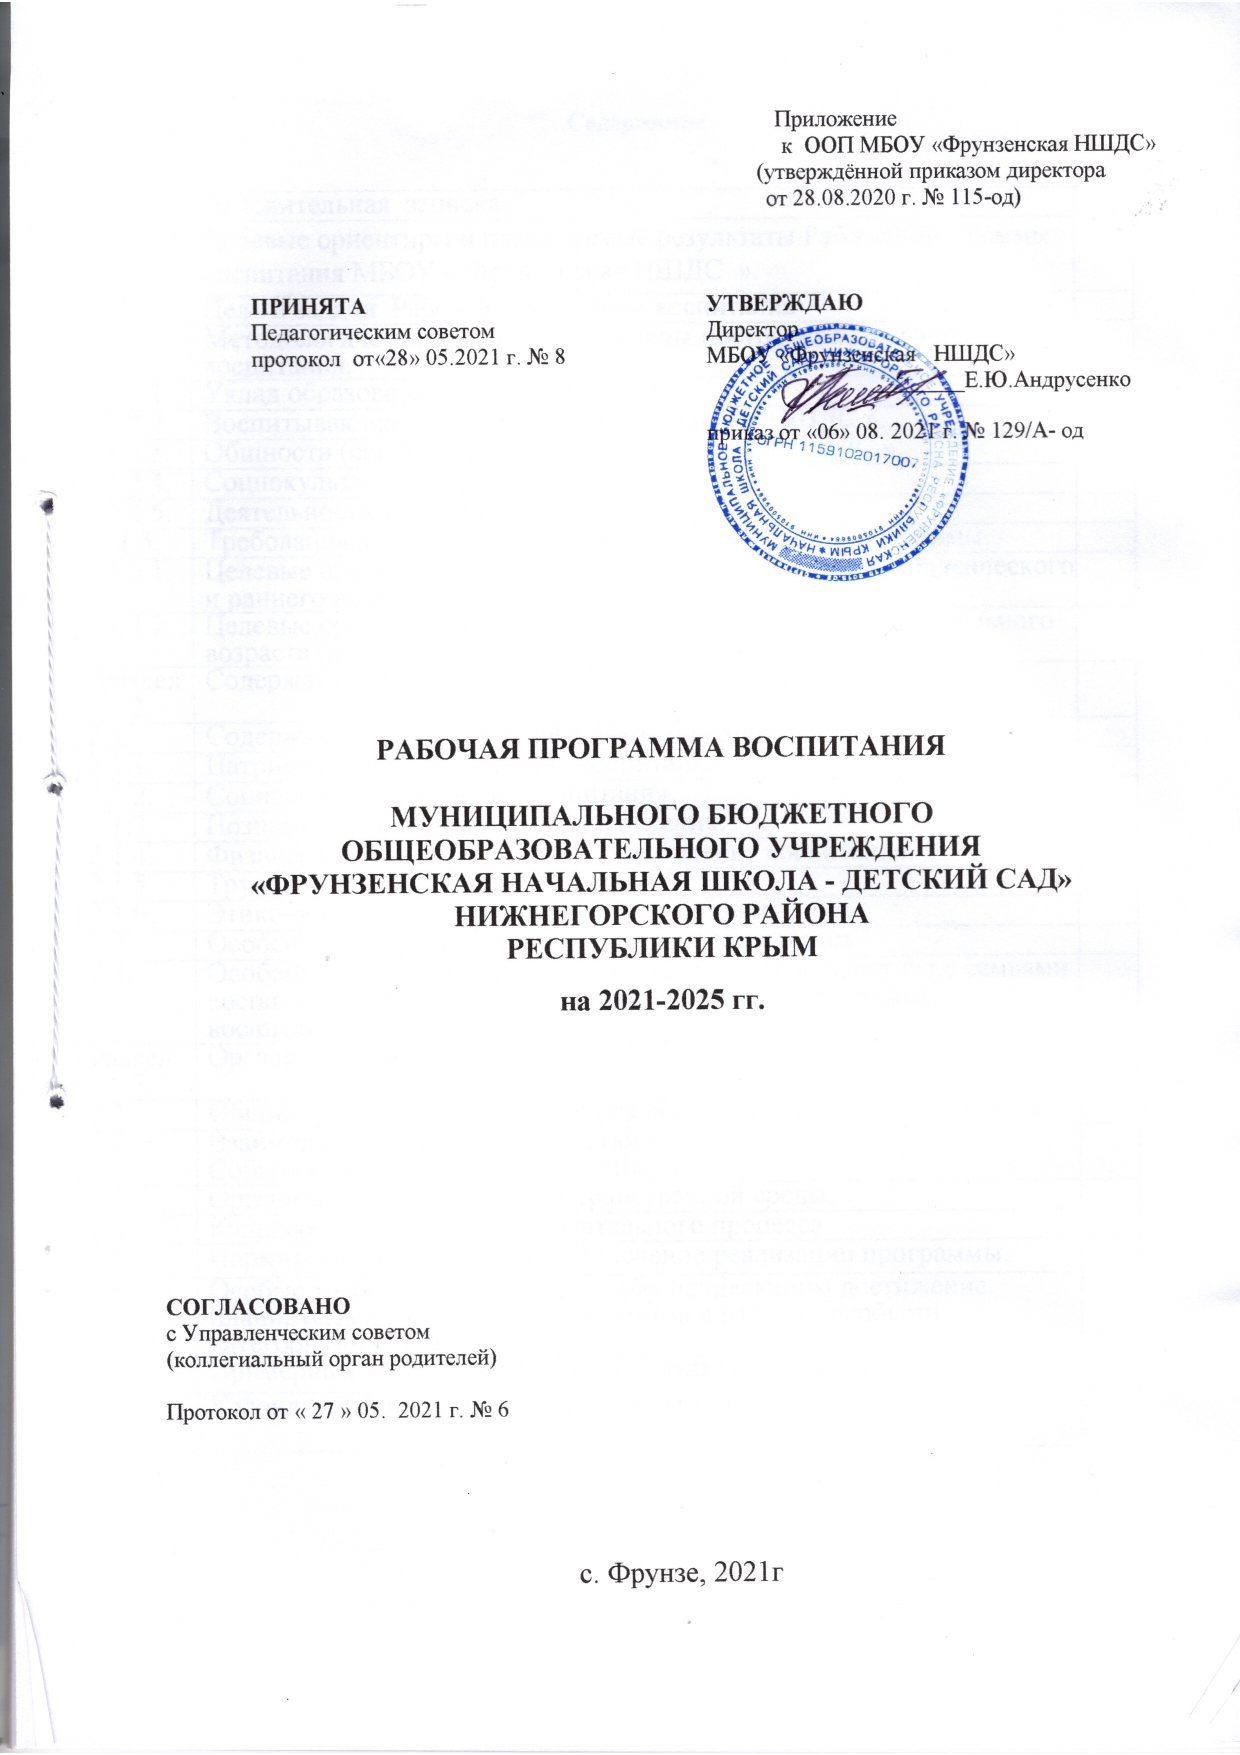 Приложение
к ООП МБОУ «Фрунзенская НШДС»
(утверждённой приказом директора
от 28.08.2020 г. № 115-од)
ПРИНЯТА
Педагогическим советом
протокол от«28» 05.2021 г. № 8
УТВЕРЖДАЮ
Директор
МБОУ «Фрунзенская НШДС»
_Е.Ю.Андрусенко
приказ от «06» 08. 2021 г. № 129/А- од
ОГРН 1159102017007
РАБОЧАЯ ПРОГРАММА ВОСПИТАНИЯ
МУНИЦИПАЛЬНОГО БЮДЖЕТНОГО
ОБЩЕОБРАЗОВАТЕЛЬНОГО УЧРЕЖДЕНИЯ
«ФРУНЗЕНСКАЯ НАЧАЛЬНАЯ ШКОЛА - ДЕТСКИЙ САД»
НИЖНЕГОРСКОГО РАЙОНА
РЕСПУБЛИКИ КРЫМ
на 2021-2025 гг.
СОГЛАСОВАНО
с Управленческим советом
(коллегиальный орган родителей)
Протокол от « 27 » 05. 2021 г. № 6
с. Фрунзе, 2021г